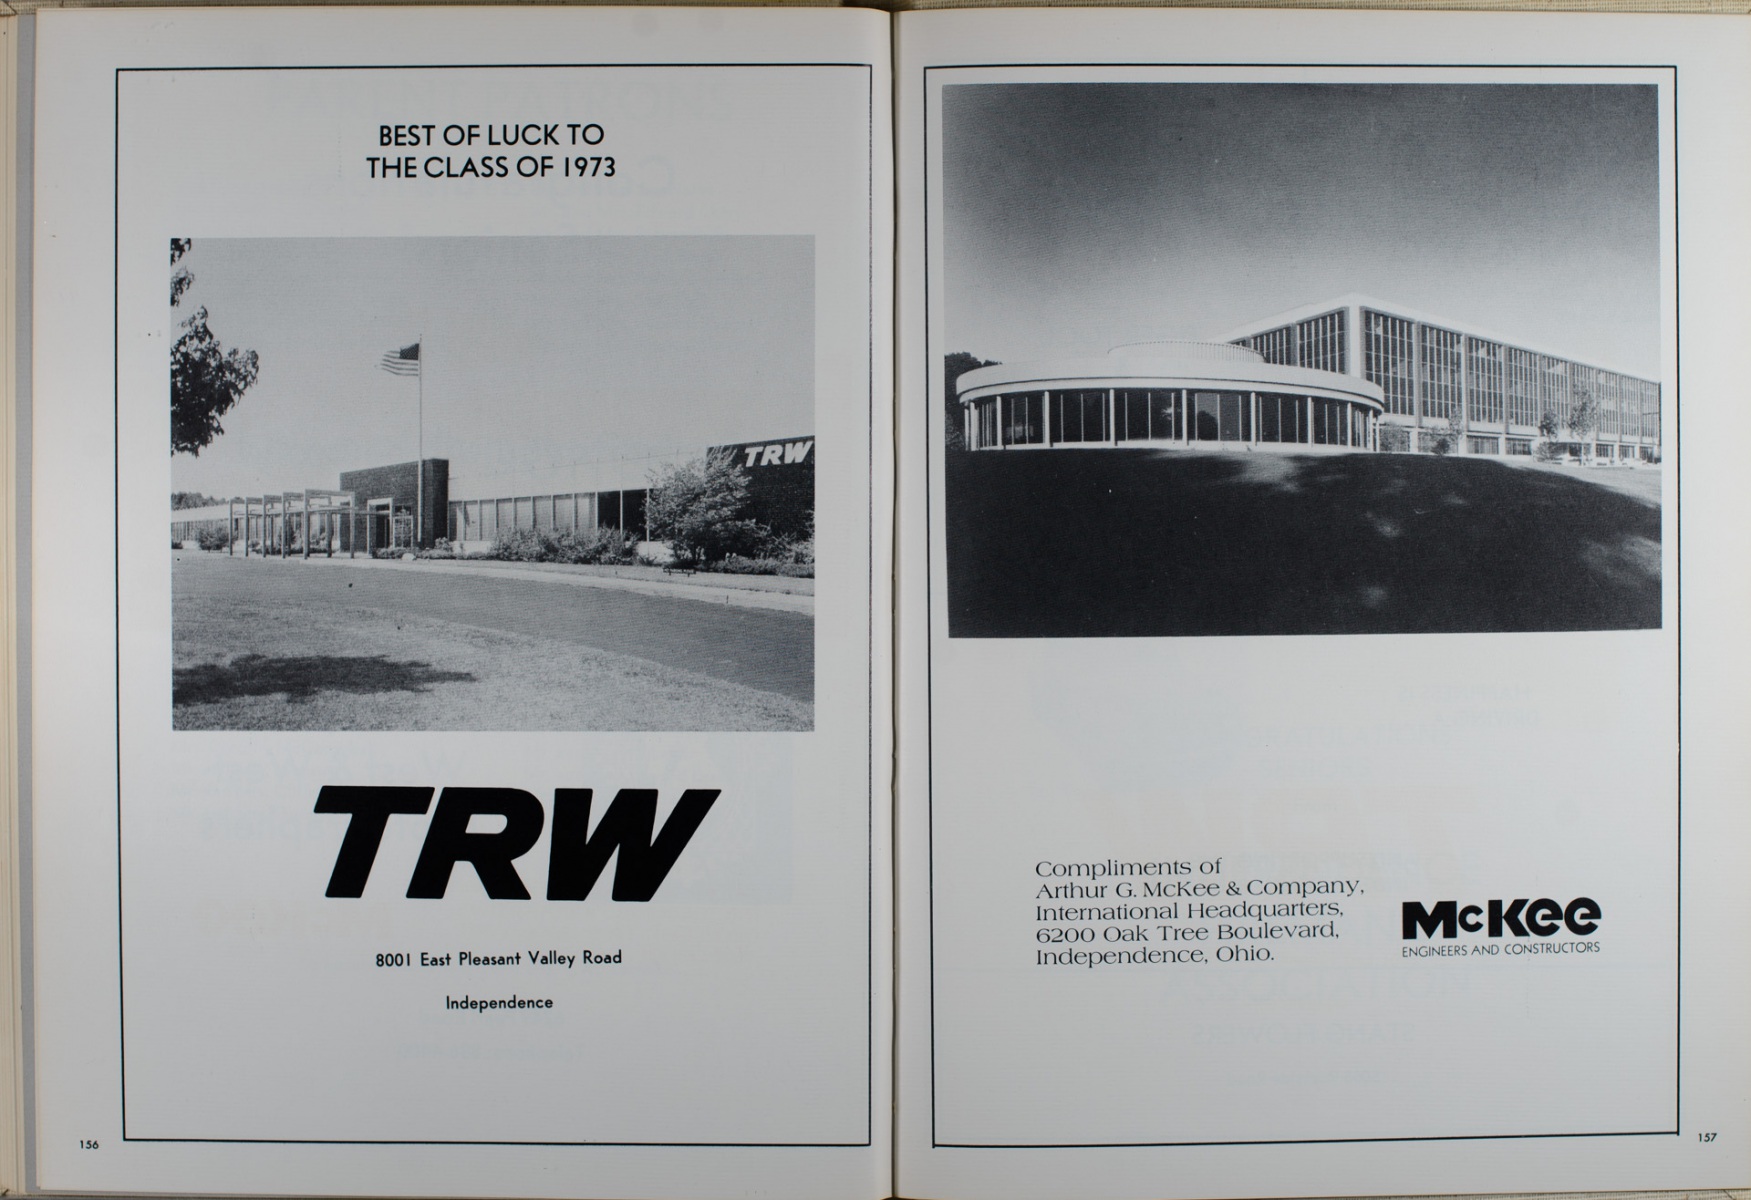 BEST OF LUCK TO
THE CLASS OF 1973
TRW
TRW
8001 East Pleasant Valley Road
Independence
156
Compliments of
Arthur G. McKee & Company,
International Headquarters,
6200 Oak Tree Boulevard,
Independence, Ohio.
McKee
ENGINEERS AND CONSTRUCTORS
157